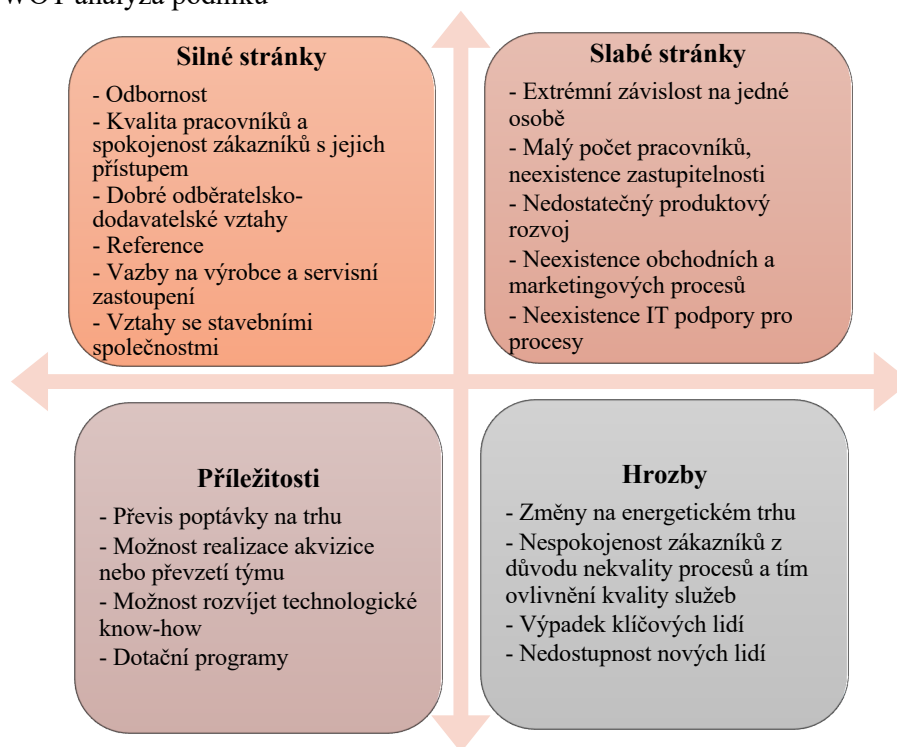 WOT analýza podniku
Silné stránky
- Odbornost
- Kvalita pracovníků a
spokojenost zákazníků s jejich
přístupem
- Dobré odběratelsko-
dodavatelské vztahy
- Reference
- Vazby na výrobce a servisní
zastoupení
- Vztahy se stavebními
společnostmi
Slabé stránky
- Extrémní závislost na jedné
osobě
- Malý počet pracovníků,
neexistence zastupitelnosti
- Nedostatečný produktový
rozvoj
- Neexistence obchodních a
marketingových procesů
- Neexistence IT podpory pro
procesy
Příležitosti
- Převis poptávky na trhu
- Možnost realizace akvizice
nebo převzetí týmu
- Možnost rozvíjet technologické
know-how
- Dotační programy
Hrozby
- Změny na energetickém trhu
- Nespokojenost zákazníků z
důvodu nekvality procesů a tím
ovlivnění kvality služeb
- Výpadek klíčových lidí
- Nedostupnost nových lidí